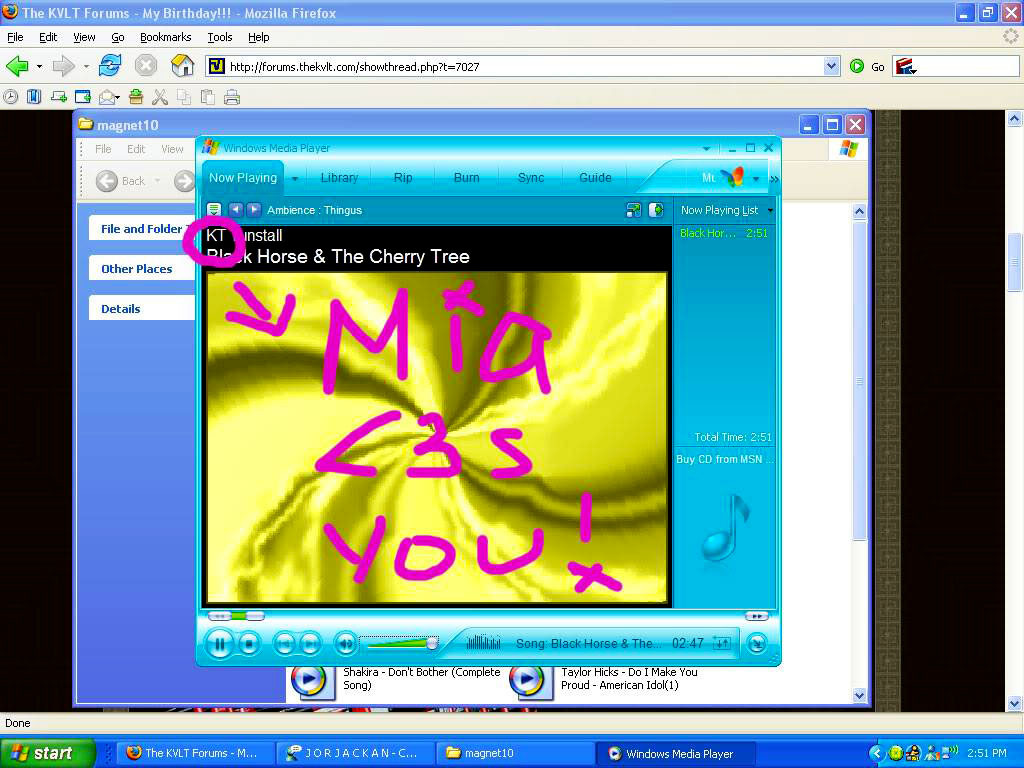 The KVLT Forums - My Birthday!!! - Mozilla Firefox
File Edit View Go Bookmarks Tools Help
http://forums.thekvlt.com/showthread.php?t=7027 Go
magnet10
File Edit View
Windows Media Player
Back
Now Playing Library Rip Burn Sync Guide
Ambience : Thingus Now Playing List
File and Folder
KT
Black Hor... 2:51
Black Horse & The Cherry Tree
Other Places
Details
Mia
<3s
you!
Total Time: 2:51
Buy CD from MSN ...
Song: Black Horse & The... 02:47
Shakira - Don't Bother (Complete Song)
Taylor Hicks - Do I Make You Proud - American Idol(1)
Done
start The KVLT Forums - M... J O R J A C K A N - C... magnet10 Windows Media Player 2:51 PM